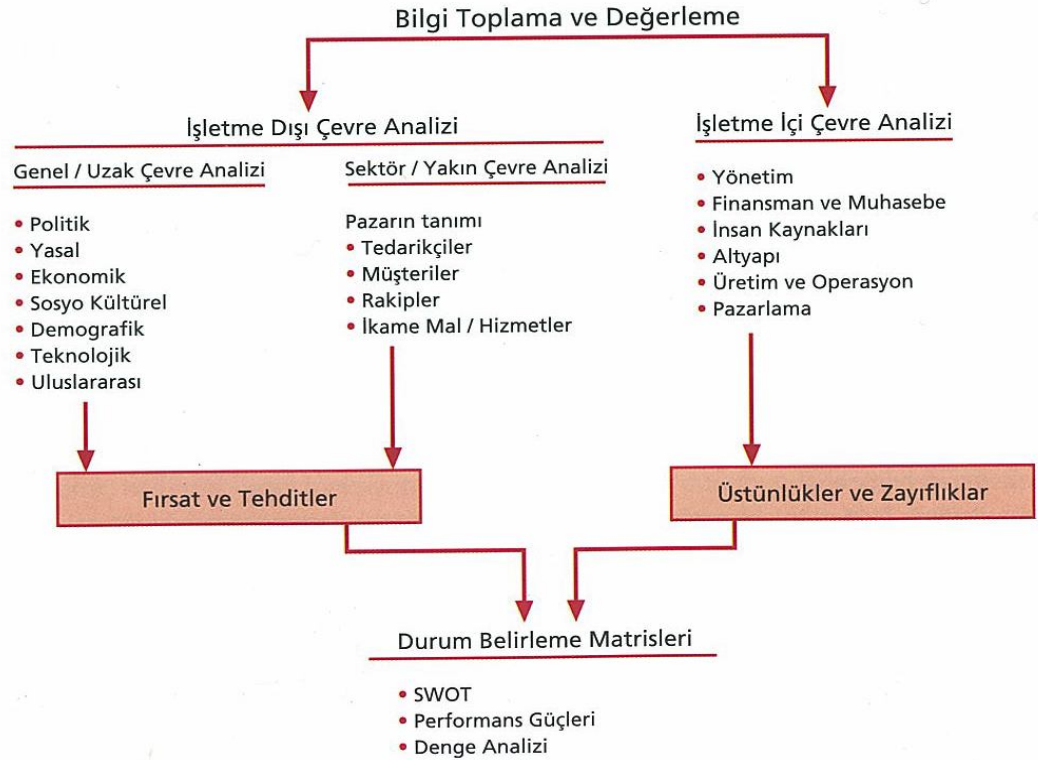 Bilgi Toplama ve Değerleme
İşletme Dışı Çevre Analizi
Genel / Uzak Çevre Analizi
• Politik
• Yasal
• Ekonomik
• Sosyo Kültürel
• Demografik
• Teknolojik
• Uluslararası
Sektör / Yakın Çevre Analizi
Pazarın tanımı
• Tedarikçiler
• Müşteriler
• Rakipler
• İkame Mal / Hizmetler
İşletme İçi Çevre Analizi
• Yönetim
• Finansman ve Muhasebe
• İnsan Kaynakları
• Altyapı
• Üretim ve Operasyon
• Pazarlama
Fırsat ve Tehditler
Üstünlükler ve Zayıflıklar
Durum Belirleme Matrisleri
• SWOT
• Performans Güçleri
• Denge Analizi